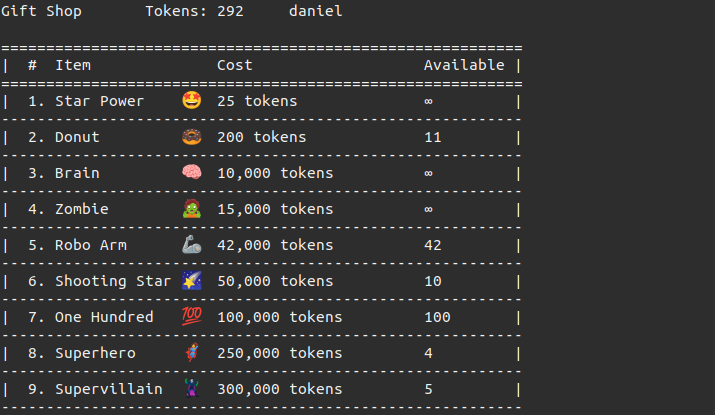 Gift Shop       Tokens: 292     daniel
==========================================================
|  #  Item              Cost                   Available |
==========================================================
|  1. Star Power    🤩  25 tokens              ∞         |
----------------------------------------------------------
|  2. Donut         🍩  200 tokens             11        |
----------------------------------------------------------
|  3. Brain         🧠  10,000 tokens          ∞         |
----------------------------------------------------------
|  4. Zombie        🧟  15,000 tokens          ∞         |
----------------------------------------------------------
|  5. Robo Arm      🦾  42,000 tokens          42        |
----------------------------------------------------------
|  6. Shooting Star 🌠  50,000 tokens          10        |
----------------------------------------------------------
|  7. One Hundred   💯  100,000 tokens         100       |
----------------------------------------------------------
|  8. Superhero     🦸  250,000 tokens         4         |
----------------------------------------------------------
|  9. Supervillain  🦹  300,000 tokens         5         |
----------------------------------------------------------